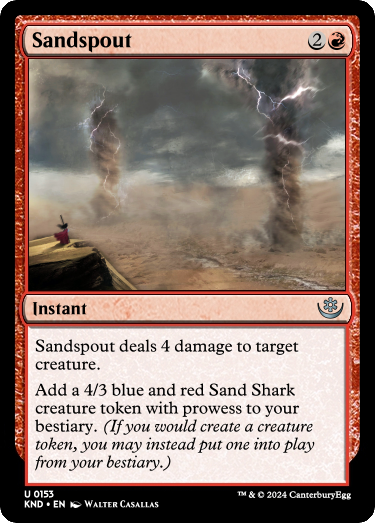 Sandspout 2
Instant
Sandspout deals 4 damage to target
creature.
Add a 4/3 blue and red Sand Shark
creature token with prowess to your
bestiary. (If you would create a creature
token, you may instead put one into play
from your bestiary.)
U 0153
KND • EN WALTER CASALLAS
™ & © 2024 CanterburyEgg